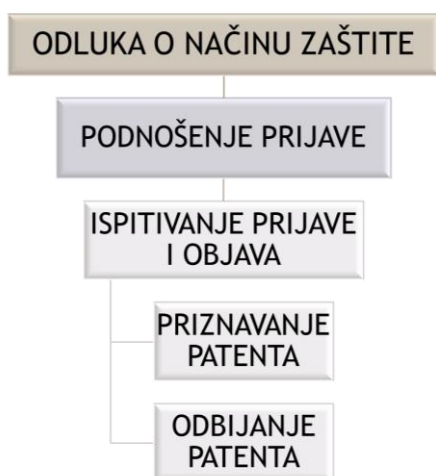 ODLUKA O NAČINU ZAŠTITE
PODNOŠENJE PRIJAVE
ISPITIVANJE PRIJAVE
I OBJAVA
PRIZNAVANJE
PATENTA
ODBIJANJE
PATENTA